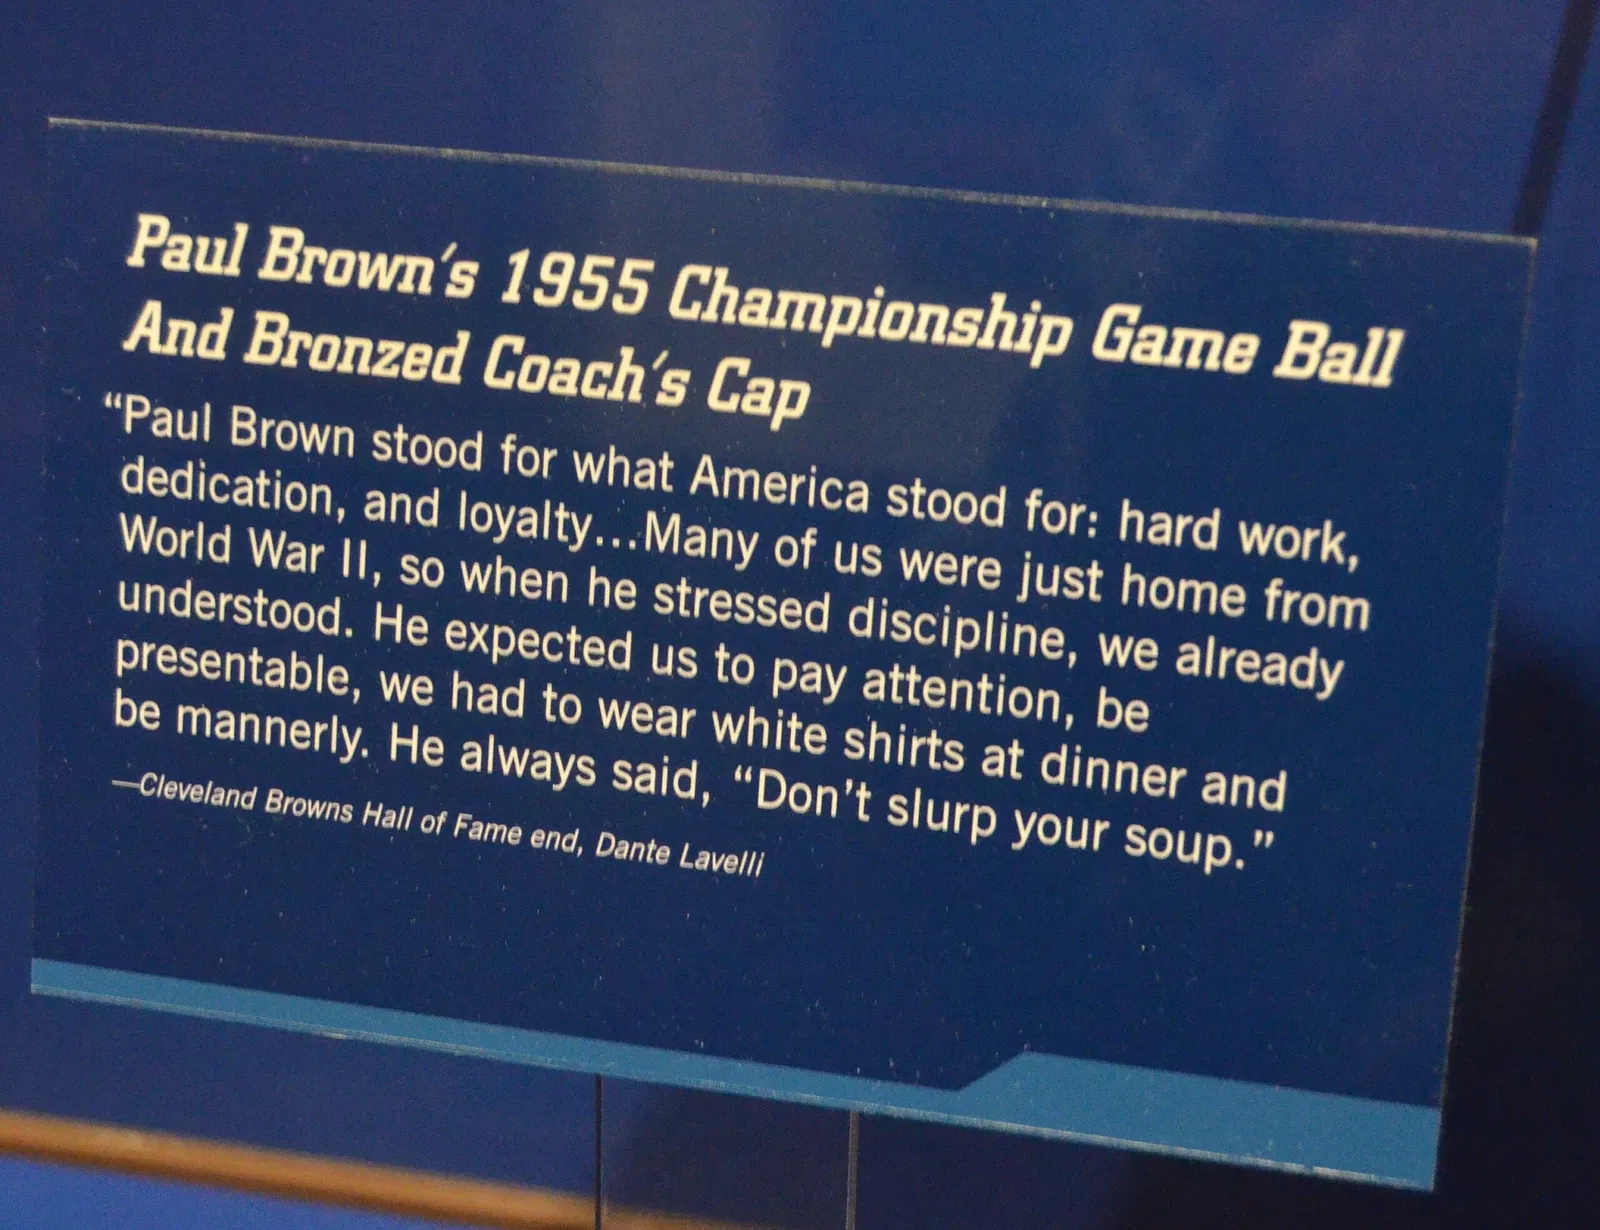 Paul Brown's 1955 Championship Game Ball
And Bronzed Coach's Cap
“Paul Brown stood for what America stood for: hard work,
dedication, and loyalty...Many of us were just home from
World War II, so when he stressed discipline, we already
understood. He expected us to pay attention, be
presentable, we had to wear white shirts at dinner and
be mannerly. He always said, “Don’t slurp your soup.”
—Cleveland Browns Hall of Fame end, Dante Lavelli